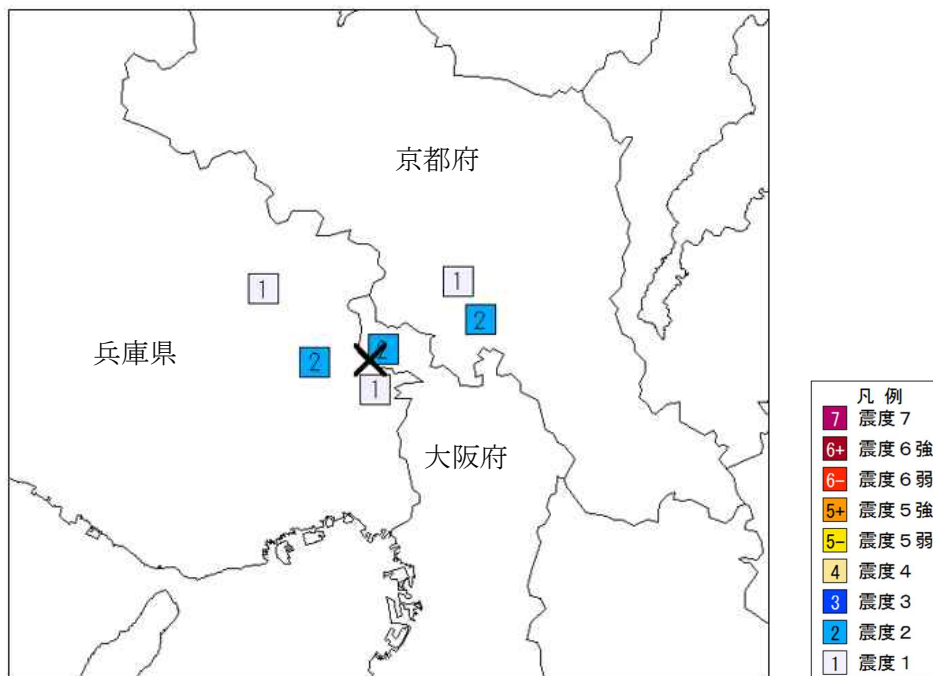 京都府
1
1
2
兵庫県
2
2
1
大阪府
凡 例
7 震度７
6+ 震度６強
6- 震度６弱
5+ 震度５強
5- 震度５弱
4 震度４
3 震度３
2 震度２
1 震度１